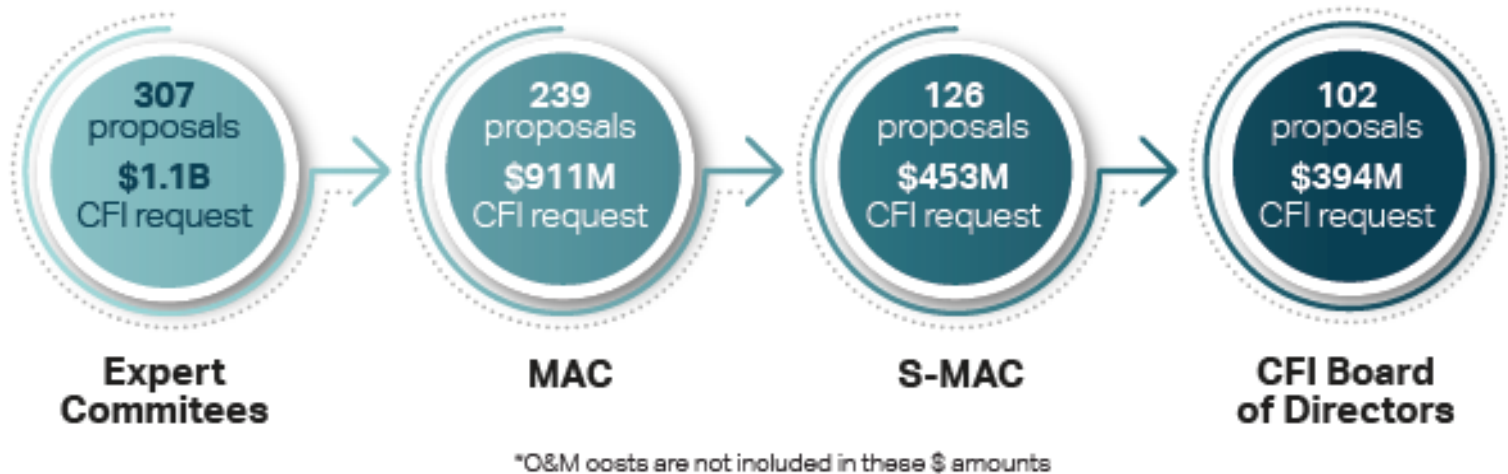 307
proposals
$1.1B
CFI request
239
proposals
$911M
CFI request
126
proposals
$453M
CFI request
102
proposals
$394M
CFI request
Expert
Commitees
MAC
S-MAC
CFI Board
of Directors
*O&M costs are not included in these $ amounts